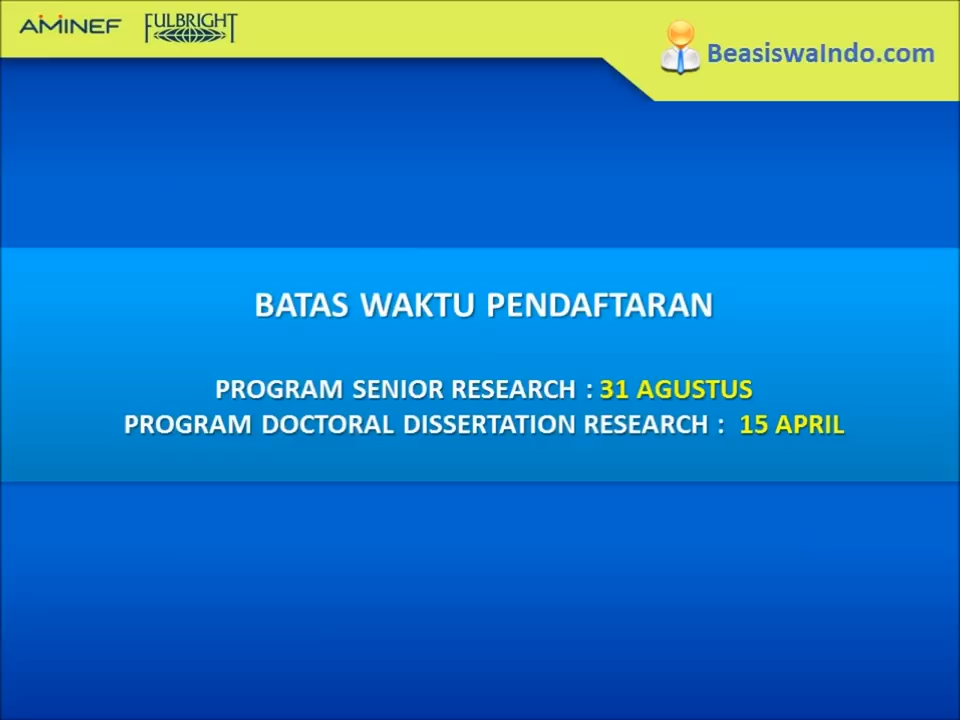 AMINEF FULBRIGHT
BeasiswaIndo.com
BATAS WAKTU PENDAFTARAN
PROGRAM SENIOR RESEARCH : 31 AGUSTUS
PROGRAM DOCTORAL DISSERTATION RESEARCH : 15 APRIL